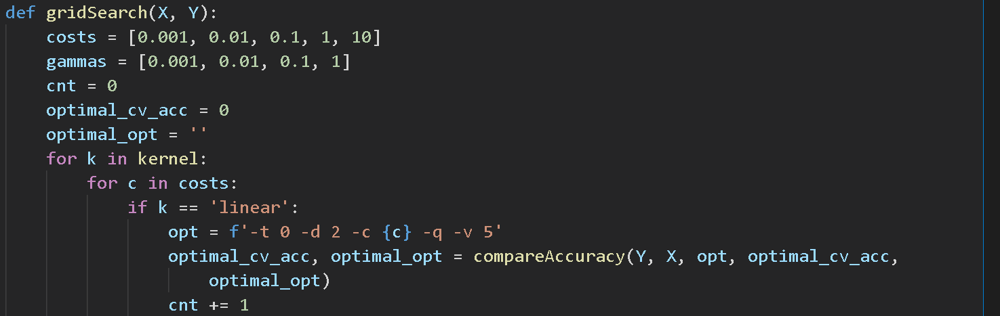 def gridSearch(X, Y):
    costs = [0.001, 0.01, 0.1, 1, 10]
    gammas = [0.001, 0.01, 0.1, 1]
    cnt = 0
    optimal_cv_acc = 0
    optimal_opt = ''
    for k in kernel:
        for c in costs:
            if k == 'linear':
                opt = f'-t 0 -d 2 -c {c} -q -v 5'
                optimal_cv_acc, optimal_opt = compareAccuracy(Y, X, opt, optimal_cv_acc,
                    optimal_opt)
                cnt += 1